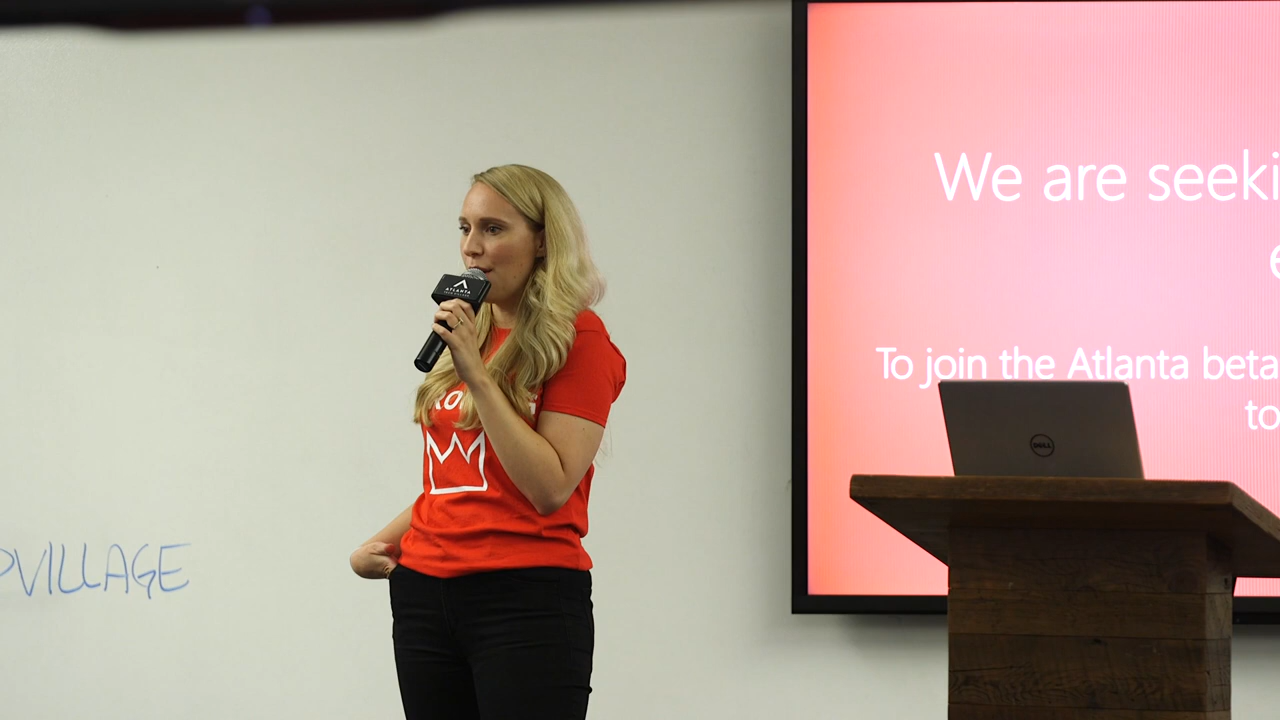 We are seeki
e
To join the Atlanta beta
to
ATLANTA
DELL
PVILLAGE